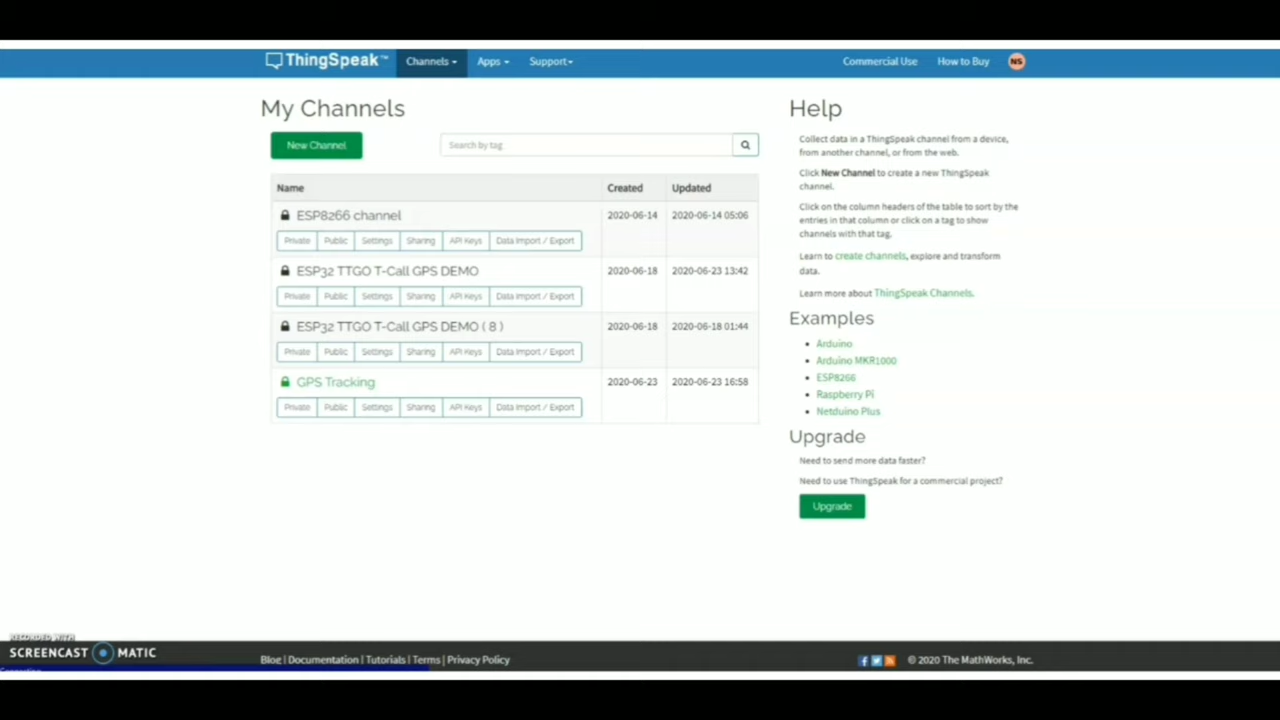 ThingSpeak™ Channels Apps Support Commercial Use How to Buy NS
My Channels
New Channel
Search by tag
Name Created Updated
ESP8266 channel 2020-06-14 2020-06-14 05:06
Private Public Settings Sharing API Keys Data Import / Export
ESP32 TTGO T-Call GPS DEMO 2020-06-18 2020-06-23 13:42
Private Public Settings Sharing API Keys Data Import / Export
ESP32 TTGO T-Call GPS DEMO ( 8 ) 2020-06-18 2020-06-18 01:44
Private Public Settings Sharing API Keys Data Import / Export
GPS Tracking 2020-06-23 2020-06-23 16:58
Private Public Settings Sharing API Keys Data Import / Export
Help
Collect data in a ThingSpeak channel from a device,
from another channel, or from the web.
Click New Channel to create a new ThingSpeak
channel.
Click on the column headers of the table to sort by the
entries in that column or click on a tag to show
channels with that tag.
Learn to create channels, explore and transform
data.
Learn more about ThingSpeak Channels.
Examples
Arduino
Arduino MKR1000
ESP8266
Raspberry Pi
Netduino Plus
Upgrade
Need to send more data faster?
Need to use ThingSpeak for a commercial project?
Upgrade
RECORDED WITH
SCREENCAST MATIC
Blog | Documentation | Tutorials | Terms | Privacy Policy
© 2020 The MathWorks, Inc.